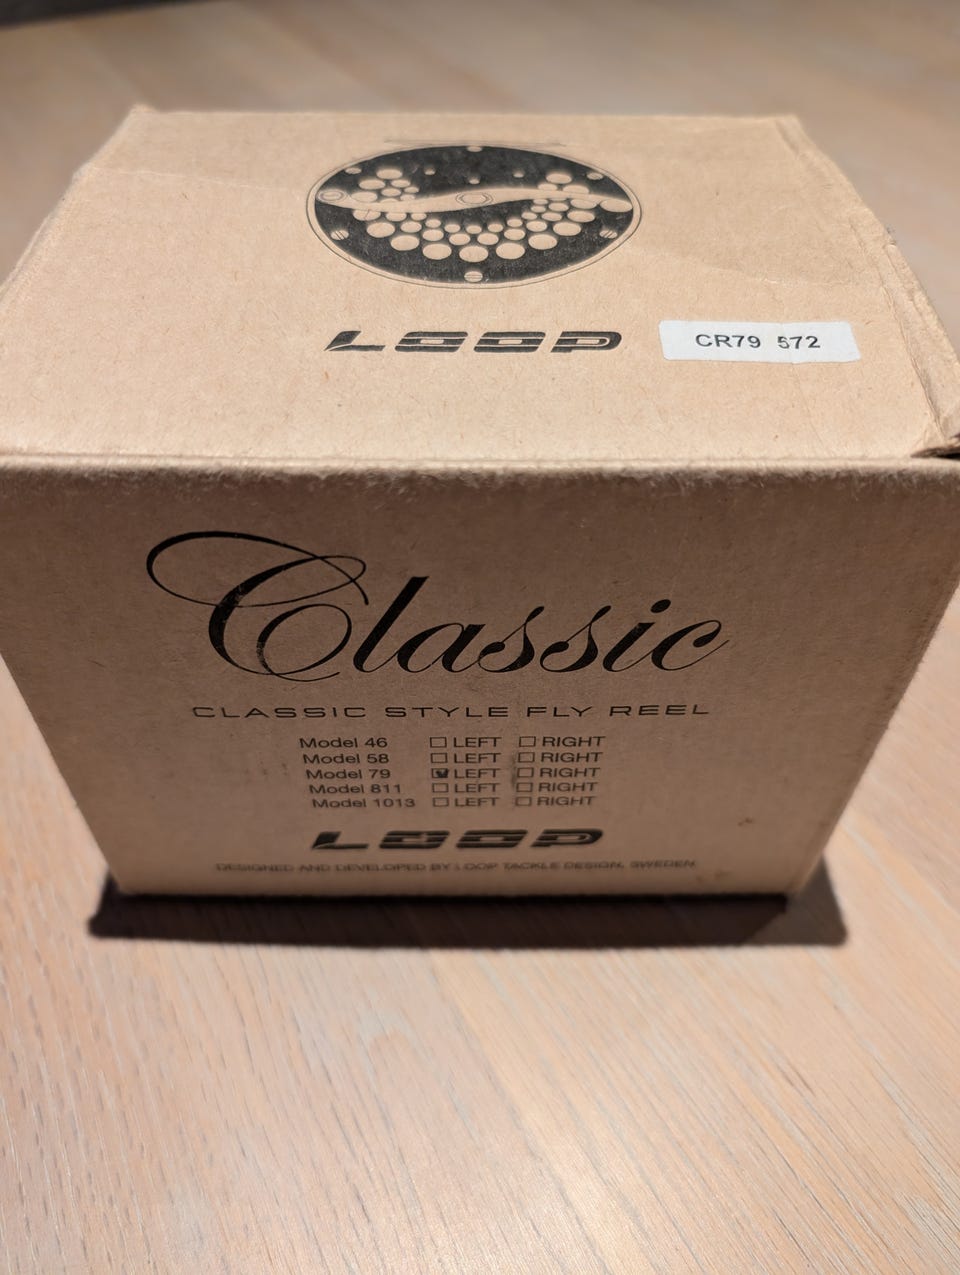 LOOP
CR79 572
Classic
CLASSIC STYLE FLY REEL
Model 46 ☐ LEFT ☐ RIGHT
Model 58 ☐ LEFT ☐ RIGHT
Model 79 ☑ LEFT ☐ RIGHT
Model 811 ☐ LEFT ☐ RIGHT
Model 1013 ☐ LEFT ☐ RIGHT
LOOP
DESIGNED AND DEVELOPED BY LOOP TACKLE DESIGN, SWEDEN.